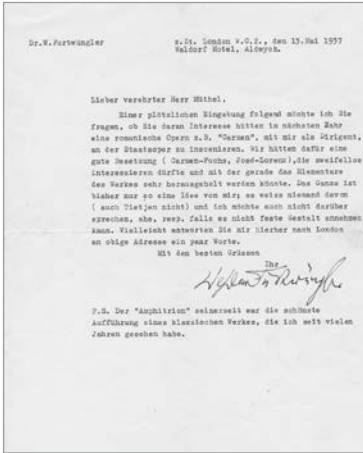 Dr.W.Furtwängler
z.Zt. London W.C.2., den 13.Mai 1937
Waldorf Hotel, Aldwych.
Lieber verehrter Herr Müthel,
Einer plötzlichen Eingebung folgend möchte ich Sie
fragen, ob Sie daran Interesse hätten im nächsten Jahr
eine romanische Opern z.B. "Carmen", mit mir als Dirigent,
an der Staatsoper zu inscenieren. Wir hätten dafür eine
gute Besetzung ( Carmen-Fuchs, José-Lorenz),die zweifellos
interessieren dürfte und mit der gerade das Elementare
des Werkes sehr herausgeholt werden könnte. Das Ganze ist
bisher nur so eine Idee von mir; es weiss niemand davon
( auch Tietjen nicht) und ich möchte auch nicht darüber
sprechen, ehe, resp. falls es nicht feste Gestalt annehmen
kann. Vielleicht antworten Sie mir hierher nach London
an obige Adresse ein paar Worte.
Mit den besten Grüssen
Ihr
P.S. Der "Amphitrion" seinerzeit war die schönste
Aufführung eines klassischen Werkes, die ich seit vielen
Jahren gesehen habe.